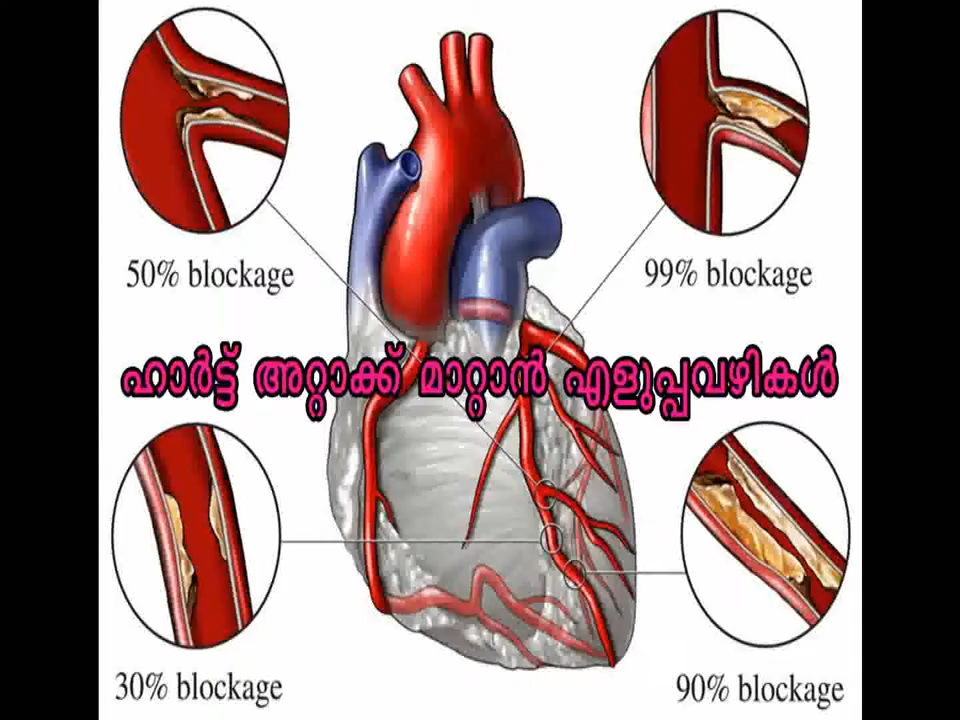 50% blockage
99% blockage
ഹാർട്ട് അറ്റാക്ക് മാറ്റാൻ എളുപ്പവഴികൾ
30% blockage
90% blockage